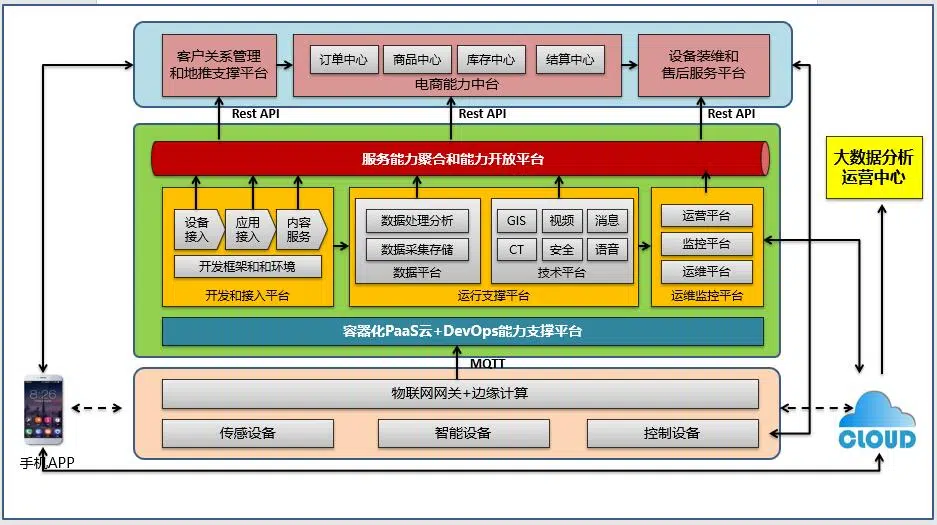 客户关系管理
和地推支撑平台
订单中心
商品中心
库存中心
结算中心
电商能力中台
设备装维和
售后服务平台
Rest API
Rest API
Rest API
服务能力聚合和能力开放平台
大数据分析
运营中心
设备
接入
应用
接入
内容
服务
开发框架和和环境
开发和接入平台
数据处理分析
数据采集存储
数据平台
GIS
视频
消息
CT
安全
语音
技术平台
运行支撑平台
运营平台
监控平台
运维平台
运维监控平台
容器化PaaS云+DevOps能力支撑平台
MQTT
物联网网关+边缘计算
传感设备
智能设备
控制设备
8:26
手机APP
CLOUD